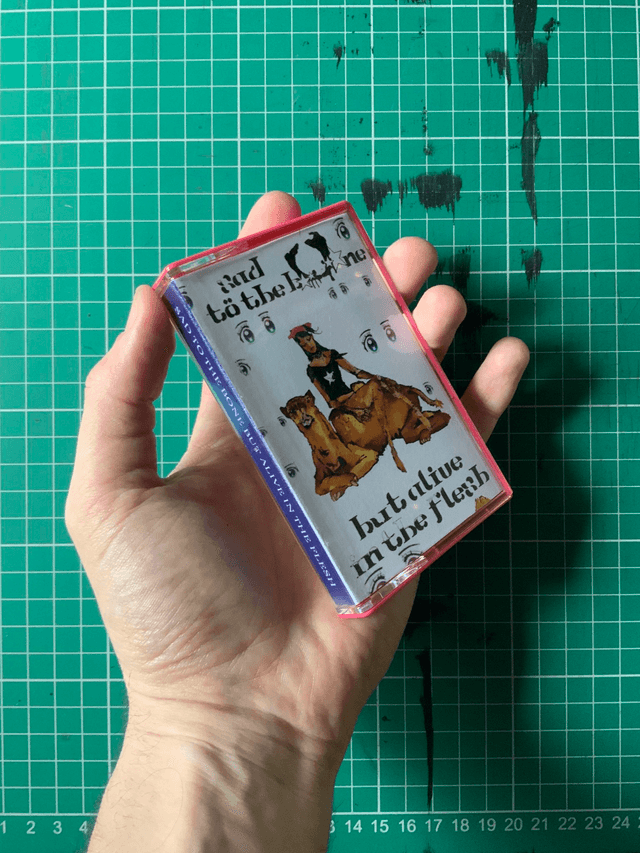 sad
tö the bone
but alive
in the flesh
SAD TO THE BONE BUT ALIVE IN THE FLESH
1 2 3 4 13 14 15 16 17 18 19 20 21 22 23 24